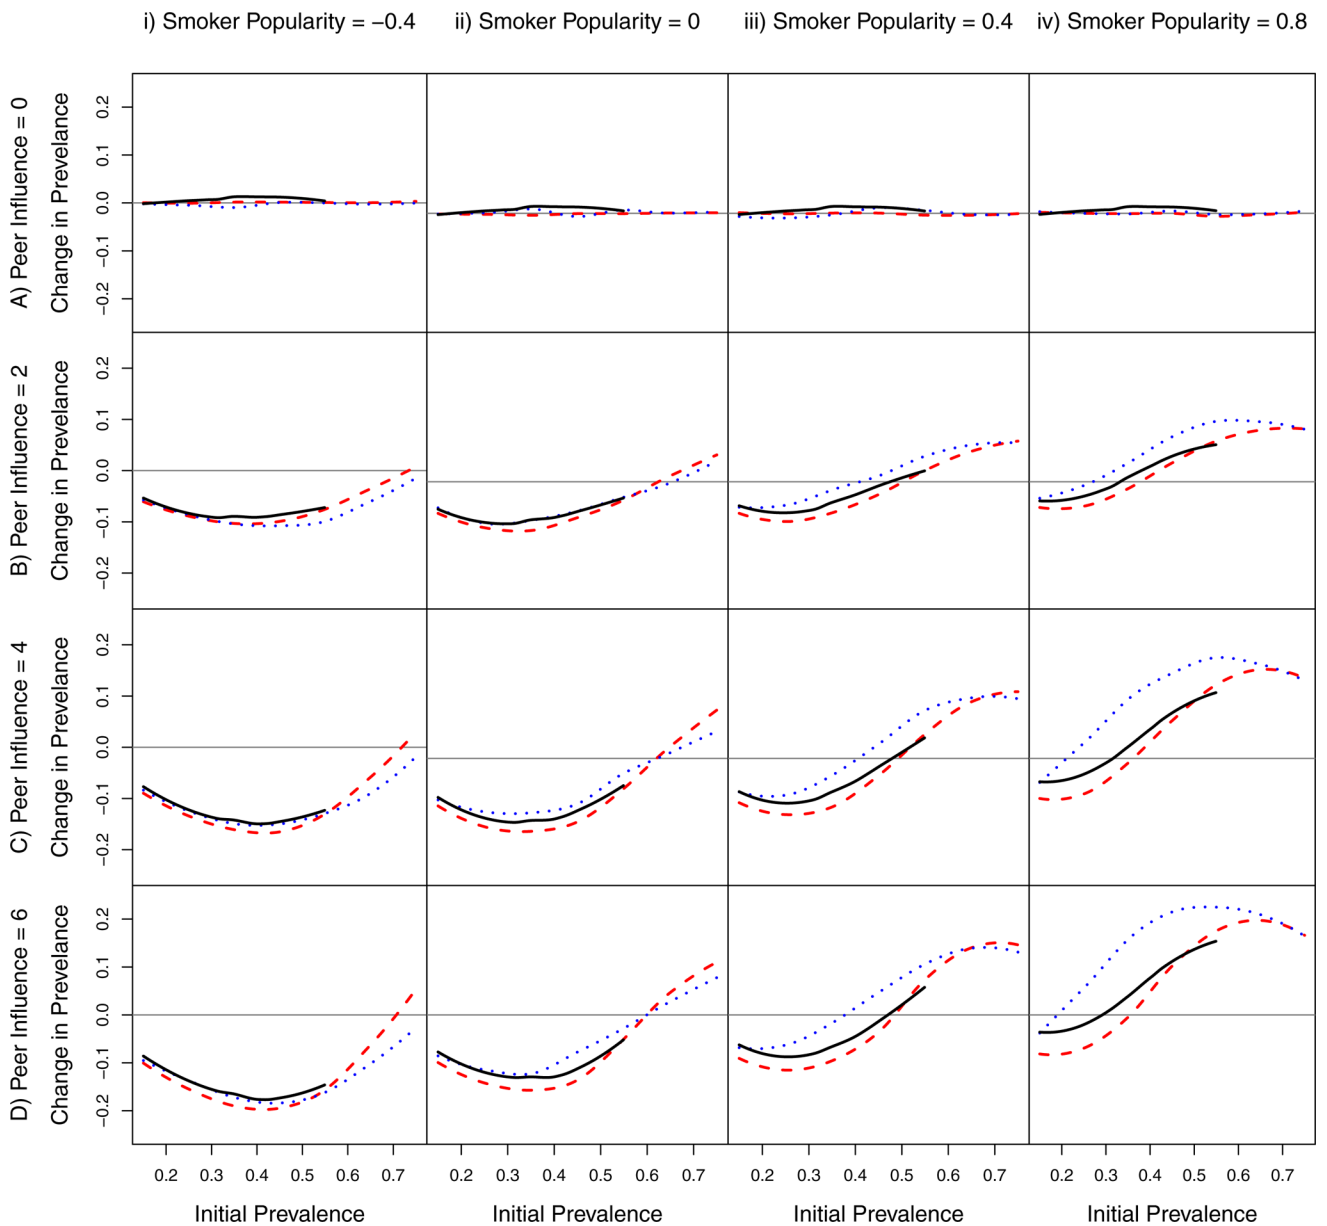 i) Smoker Popularity = −0.4
ii) Smoker Popularity = 0
iii) Smoker Popularity = 0.4
iv) Smoker Popularity = 0.8
A) Peer Influence = 0
Change in Prevelance
0.2
0.1
0.0
−0.1
−0.2
B) Peer Influence = 2
Change in Prevelance
0.2
0.1
0.0
−0.1
−0.2
C) Peer Influence = 4
Change in Prevelance
0.2
0.1
0.0
−0.1
−0.2
D) Peer Influence = 6
Change in Prevelance
0.2
0.1
0.0
−0.1
−0.2
0.2 0.3 0.4 0.5 0.6 0.7
0.2 0.3 0.4 0.5 0.6 0.7
0.2 0.3 0.4 0.5 0.6 0.7
0.2 0.3 0.4 0.5 0.6 0.7
Initial Prevalence
Initial Prevalence
Initial Prevalence
Initial Prevalence